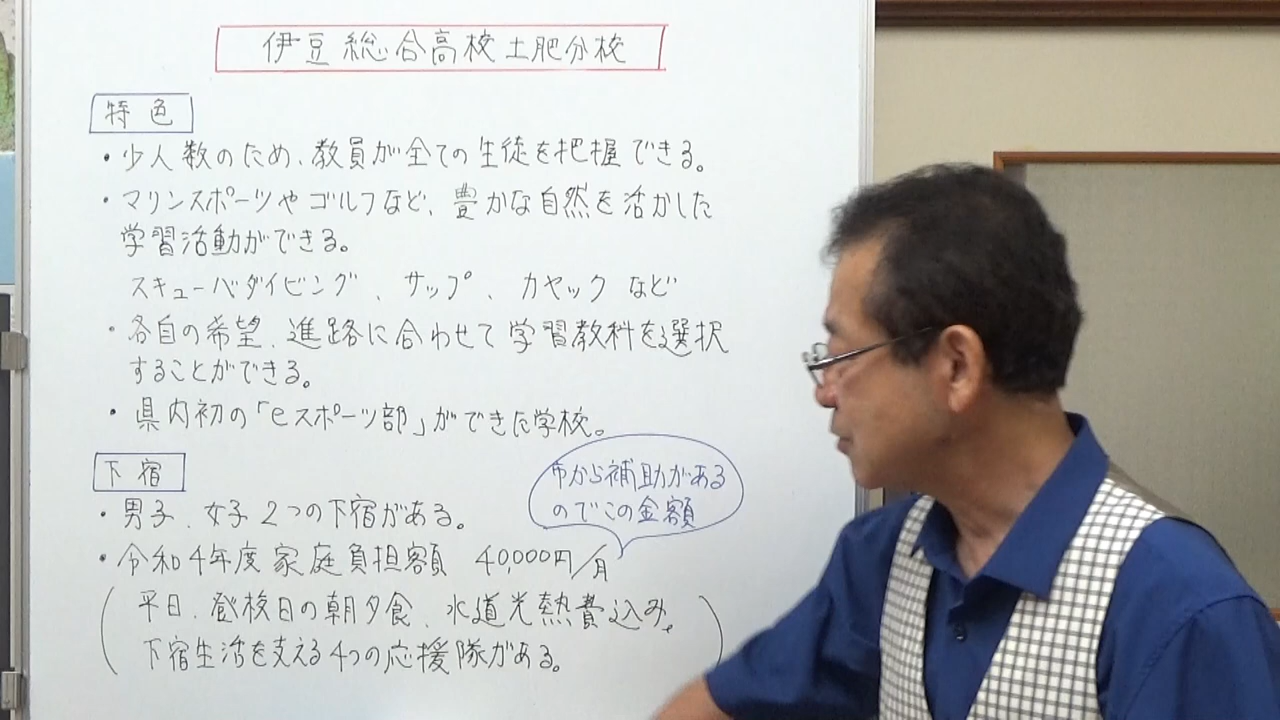 伊豆総合高校土肥分校
特色
・少人数のため、教員が全ての生徒を把握できる。
・マリンスポーツやゴルフなど、豊かな自然を活かした
学習活動ができる。
スキューバダイビング、サップ、カヤックなど
・各自の希望、進路に合わせて学習教科を選択
することができる。
・県内初の「eスポーツ部」ができた学校。
下宿
・男子、女子2つの下宿がある。
市から補助がある
のでこの金額
・令和4年度家庭負担額 40,000円/月
(平日、登校日の朝夕食、水道光熱費込み。
下宿生活を支える4つの応援隊がある。)